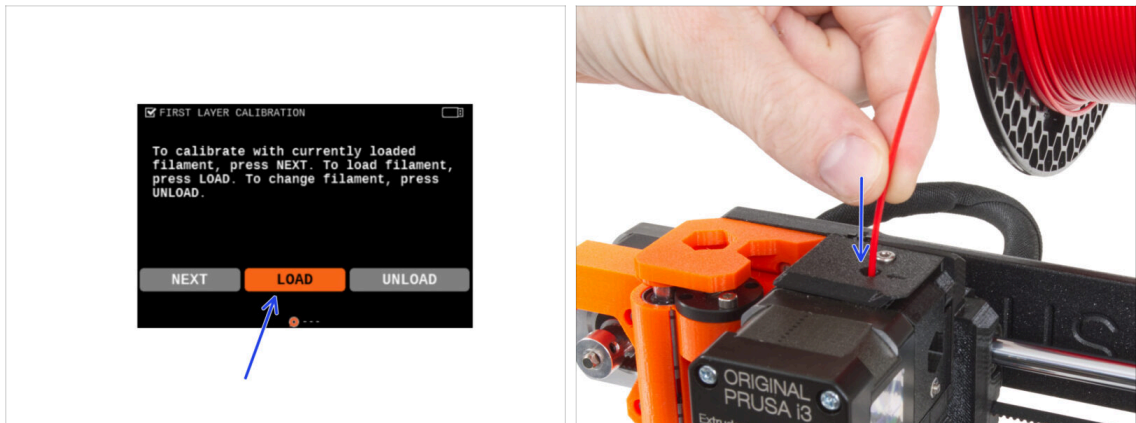 FIRST LAYER CALIBRATION
To calibrate with currently loaded
filament, press NEXT. To load filament,
press LOAD. To change filament, press
UNLOAD.
NEXT LOAD UNLOAD
---
ORIGINAL
PRUSA i3